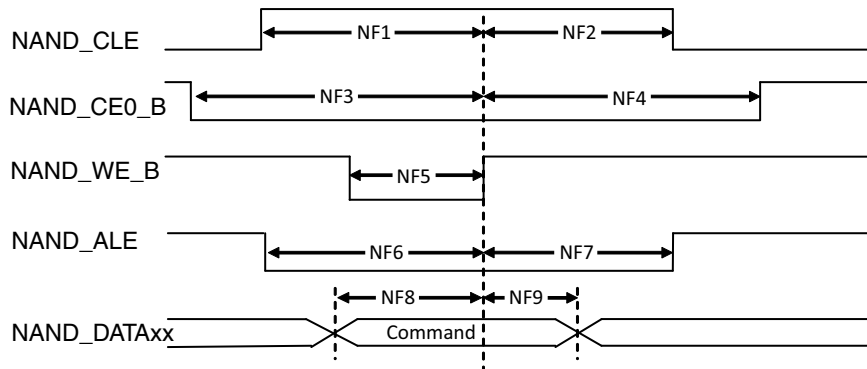 NAND_CLE
NF1
NF2
NAND_CE0_B
NF3
NF4
NAND_WE_B
NF5
NAND_ALE
NF6
NF7
NF8
NF9
NAND_DATAxx
Command